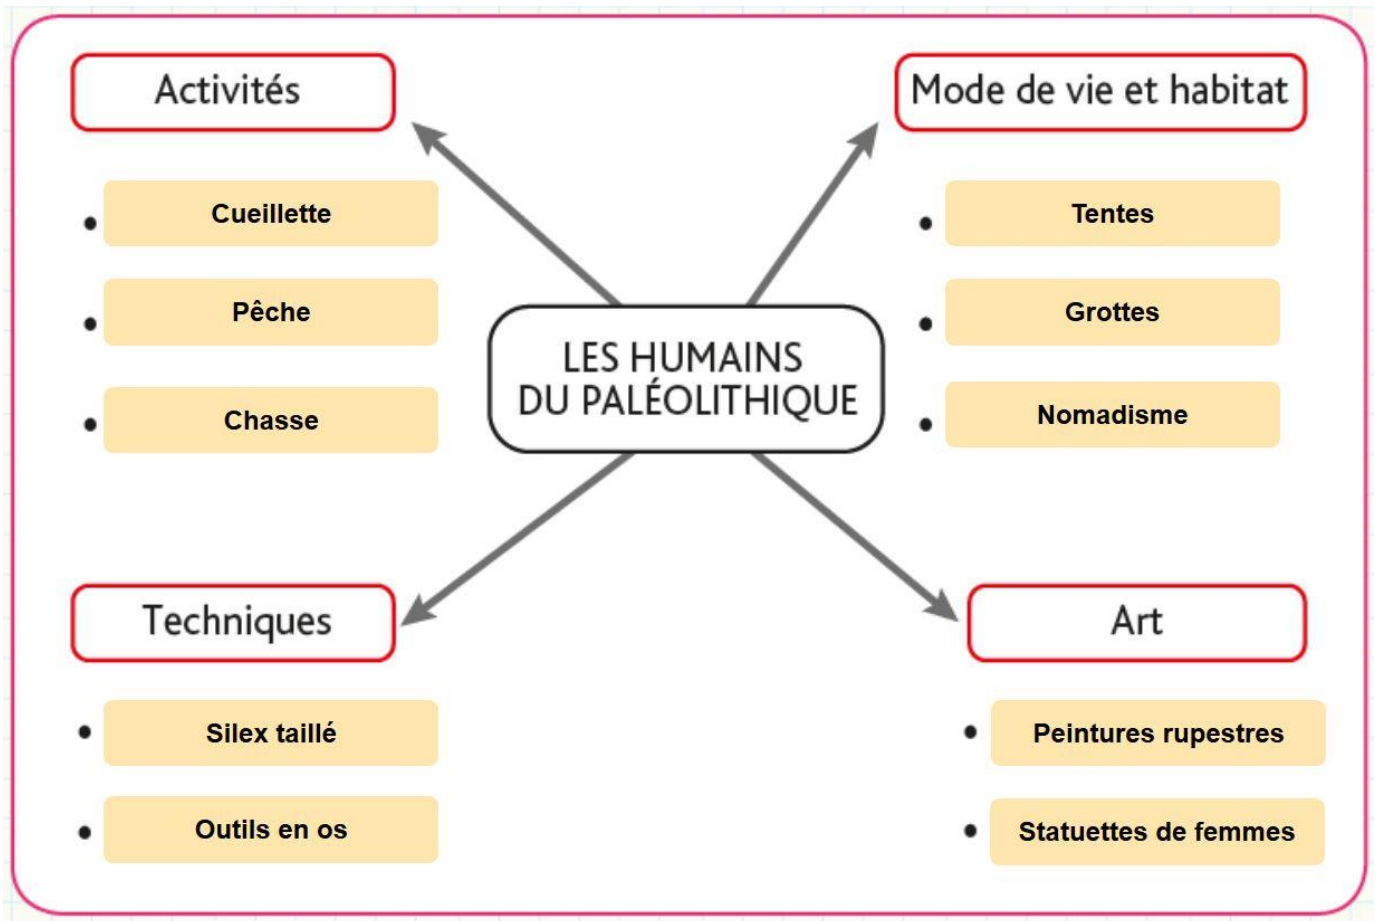 Activités
Cueillette
Pêche
Chasse
Mode de vie et habitat
Tentes
Grottes
Nomadisme
LES HUMAINS
DU PALÉOLITHIQUE
Techniques
Silex taillé
Outils en os
Art
Peintures rupestres
Statuettes de femmes